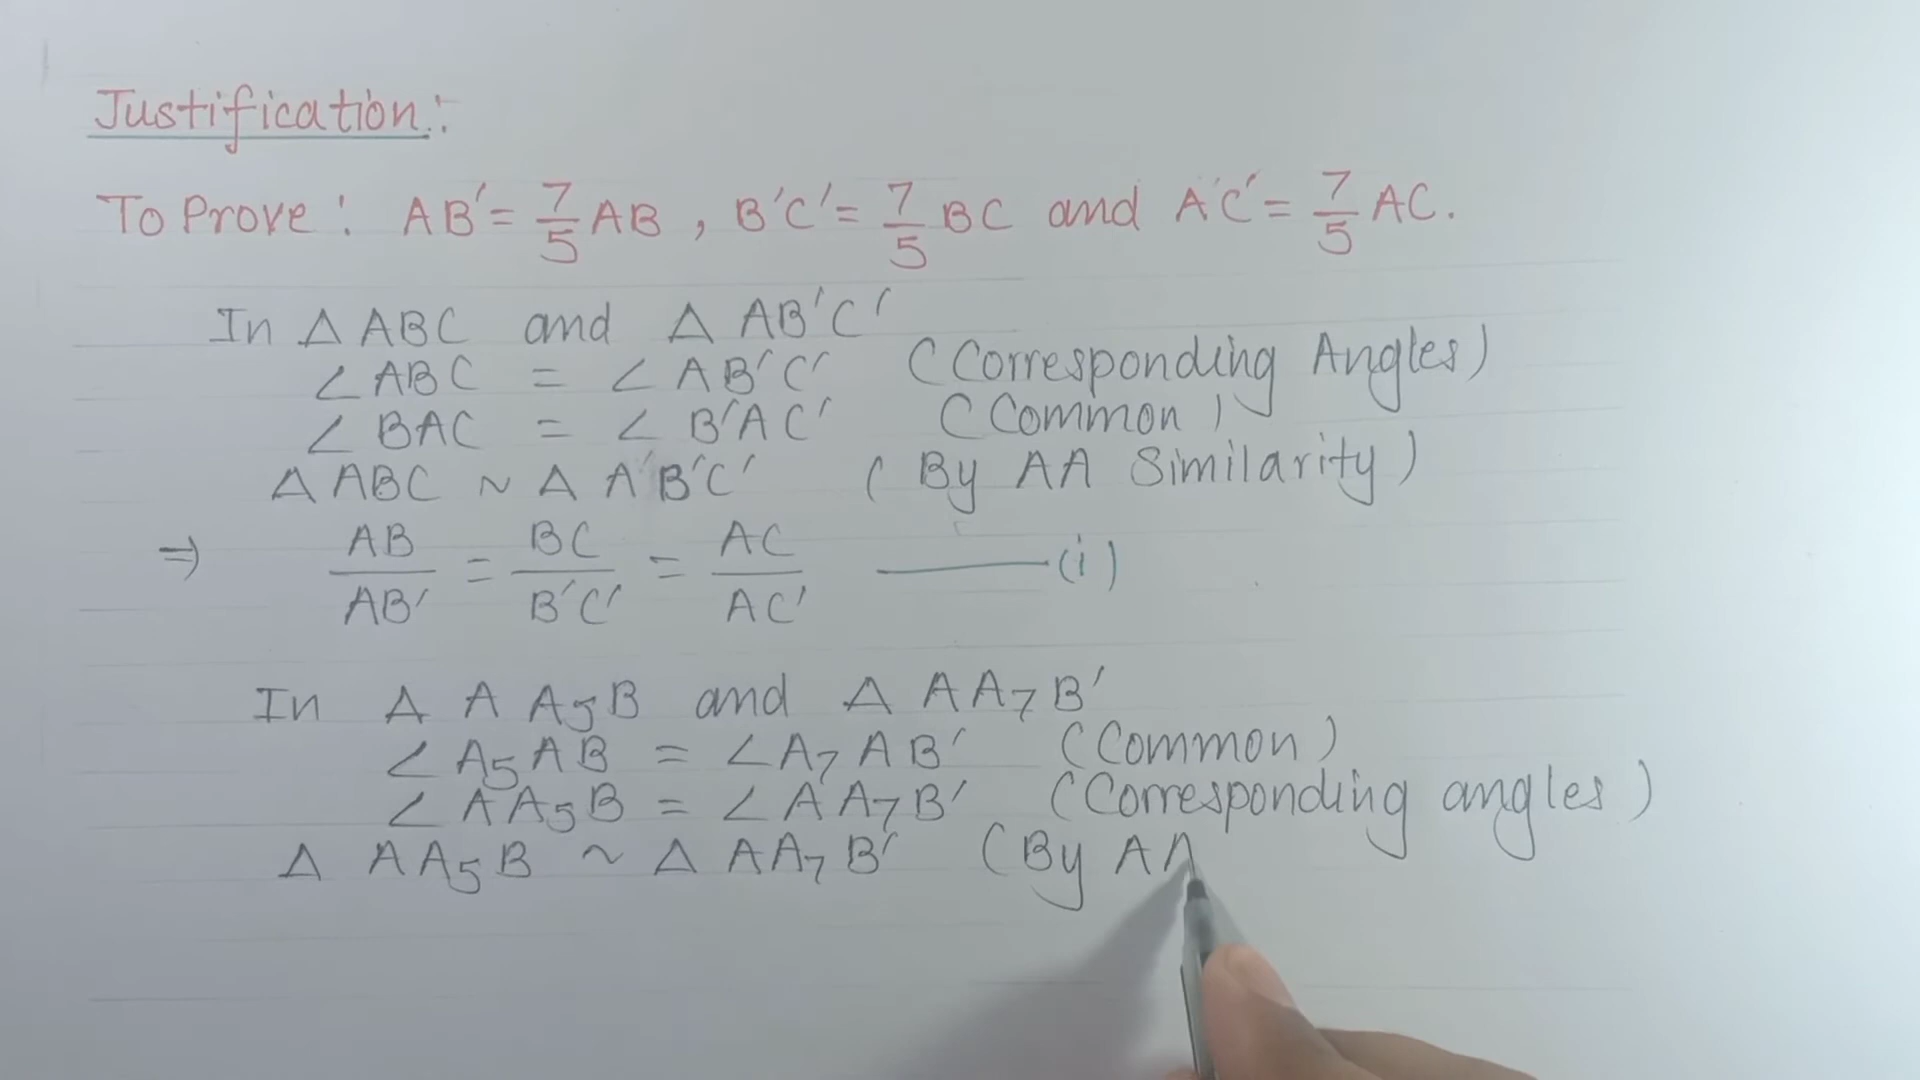 Justification:
To Prove: AB' = 7/5 AB, B'C' = 7/5 BC and A'C' = 7/5 AC.
In △ ABC and △ AB'C'
∠ ABC = ∠ AB'C' (Corresponding Angles)
∠ BAC = ∠ B'AC' (Common)
△ ABC ~ △ A'B'C' (By AA Similarity)
⇒ AB/AB' = BC/B'C' = AC/AC' —— (i)
In △ A A₅B and △ AA₇B'
∠ A₅AB = ∠A₇AB' (Common)
∠ AA₅B = ∠AA₇B' (Corresponding angles)
△ AA₅B ~ △ AA₇B' (By AA